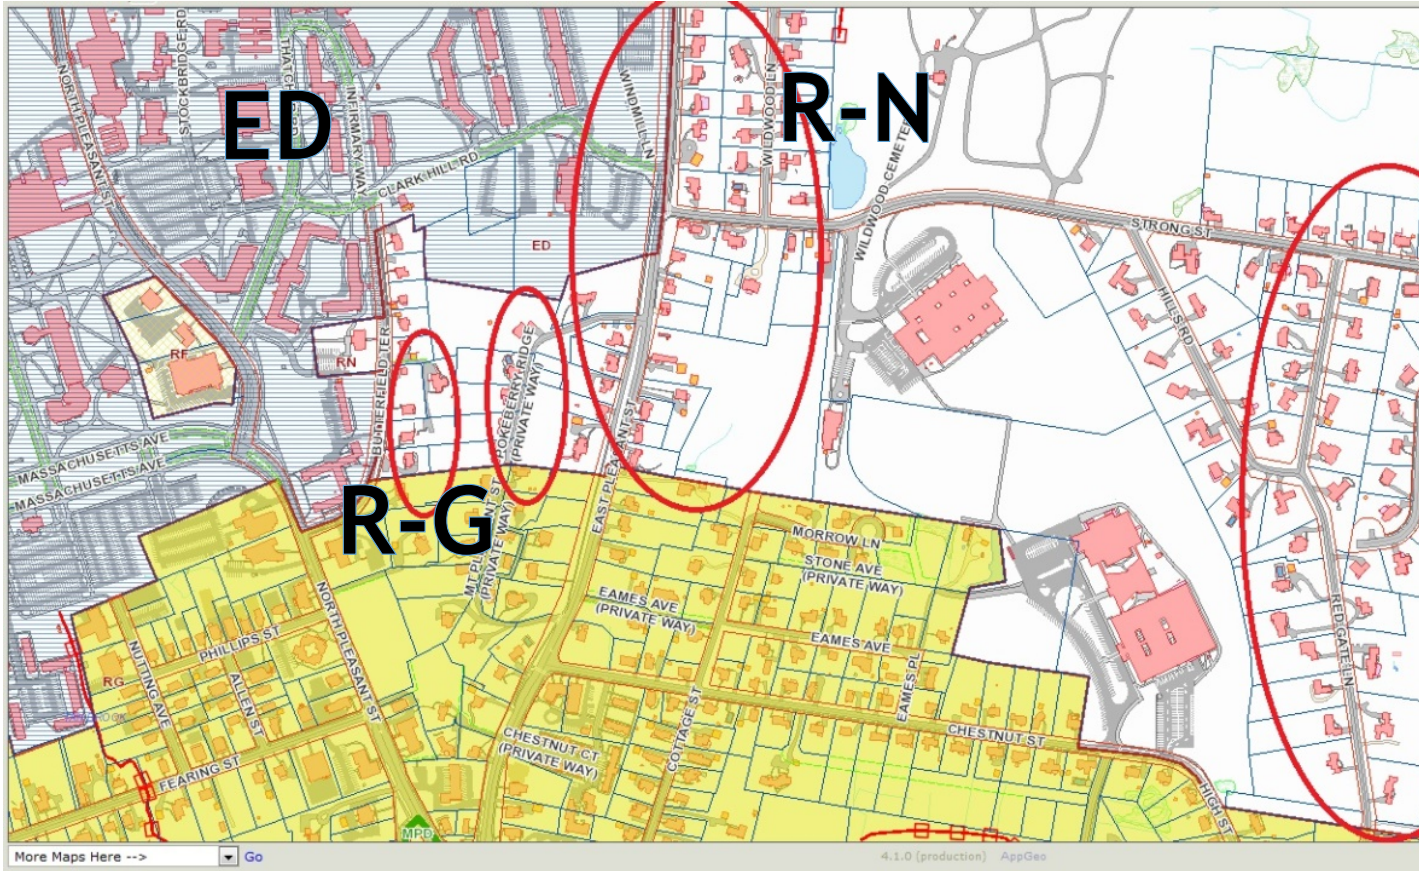 NORTH PLEASANT ST
STOCKBRIDGE RD
INFIRMARY WAY
WINDMILL LN
WILDWOOD LN
ED
R-N
CLARK HILL RD
WILDWOOD CEMETERY
STRONG ST
ED
HILLS RD
RF
RN
BUTTERFIELD TER
POKEBERRY RIDGE
(PRIVATE WAY)
MASSACHUSETTS AVE
MASSACHUSETTS AVE
EAST PLEASANT ST
R-G
MT PLEASANT ST
(PRIVATE WAY)
MORROW LN
STONE AVE
(PRIVATE WAY)
EAMES AVE
(PRIVATE WAY)
EAMES AVE
RED GATE LN
NORTH PLEASANT ST
PHILLIPS ST
NUTTING AVE
ALLEN ST
RG
EAMES PL
COTTAGE ST
CHESTNUT ST
CHESTNUT CT
(PRIVATE WAY)
FEARING ST
HIGH ST
MPD
More Maps Here -->
Go
4.1.0 (production)
AppGeo